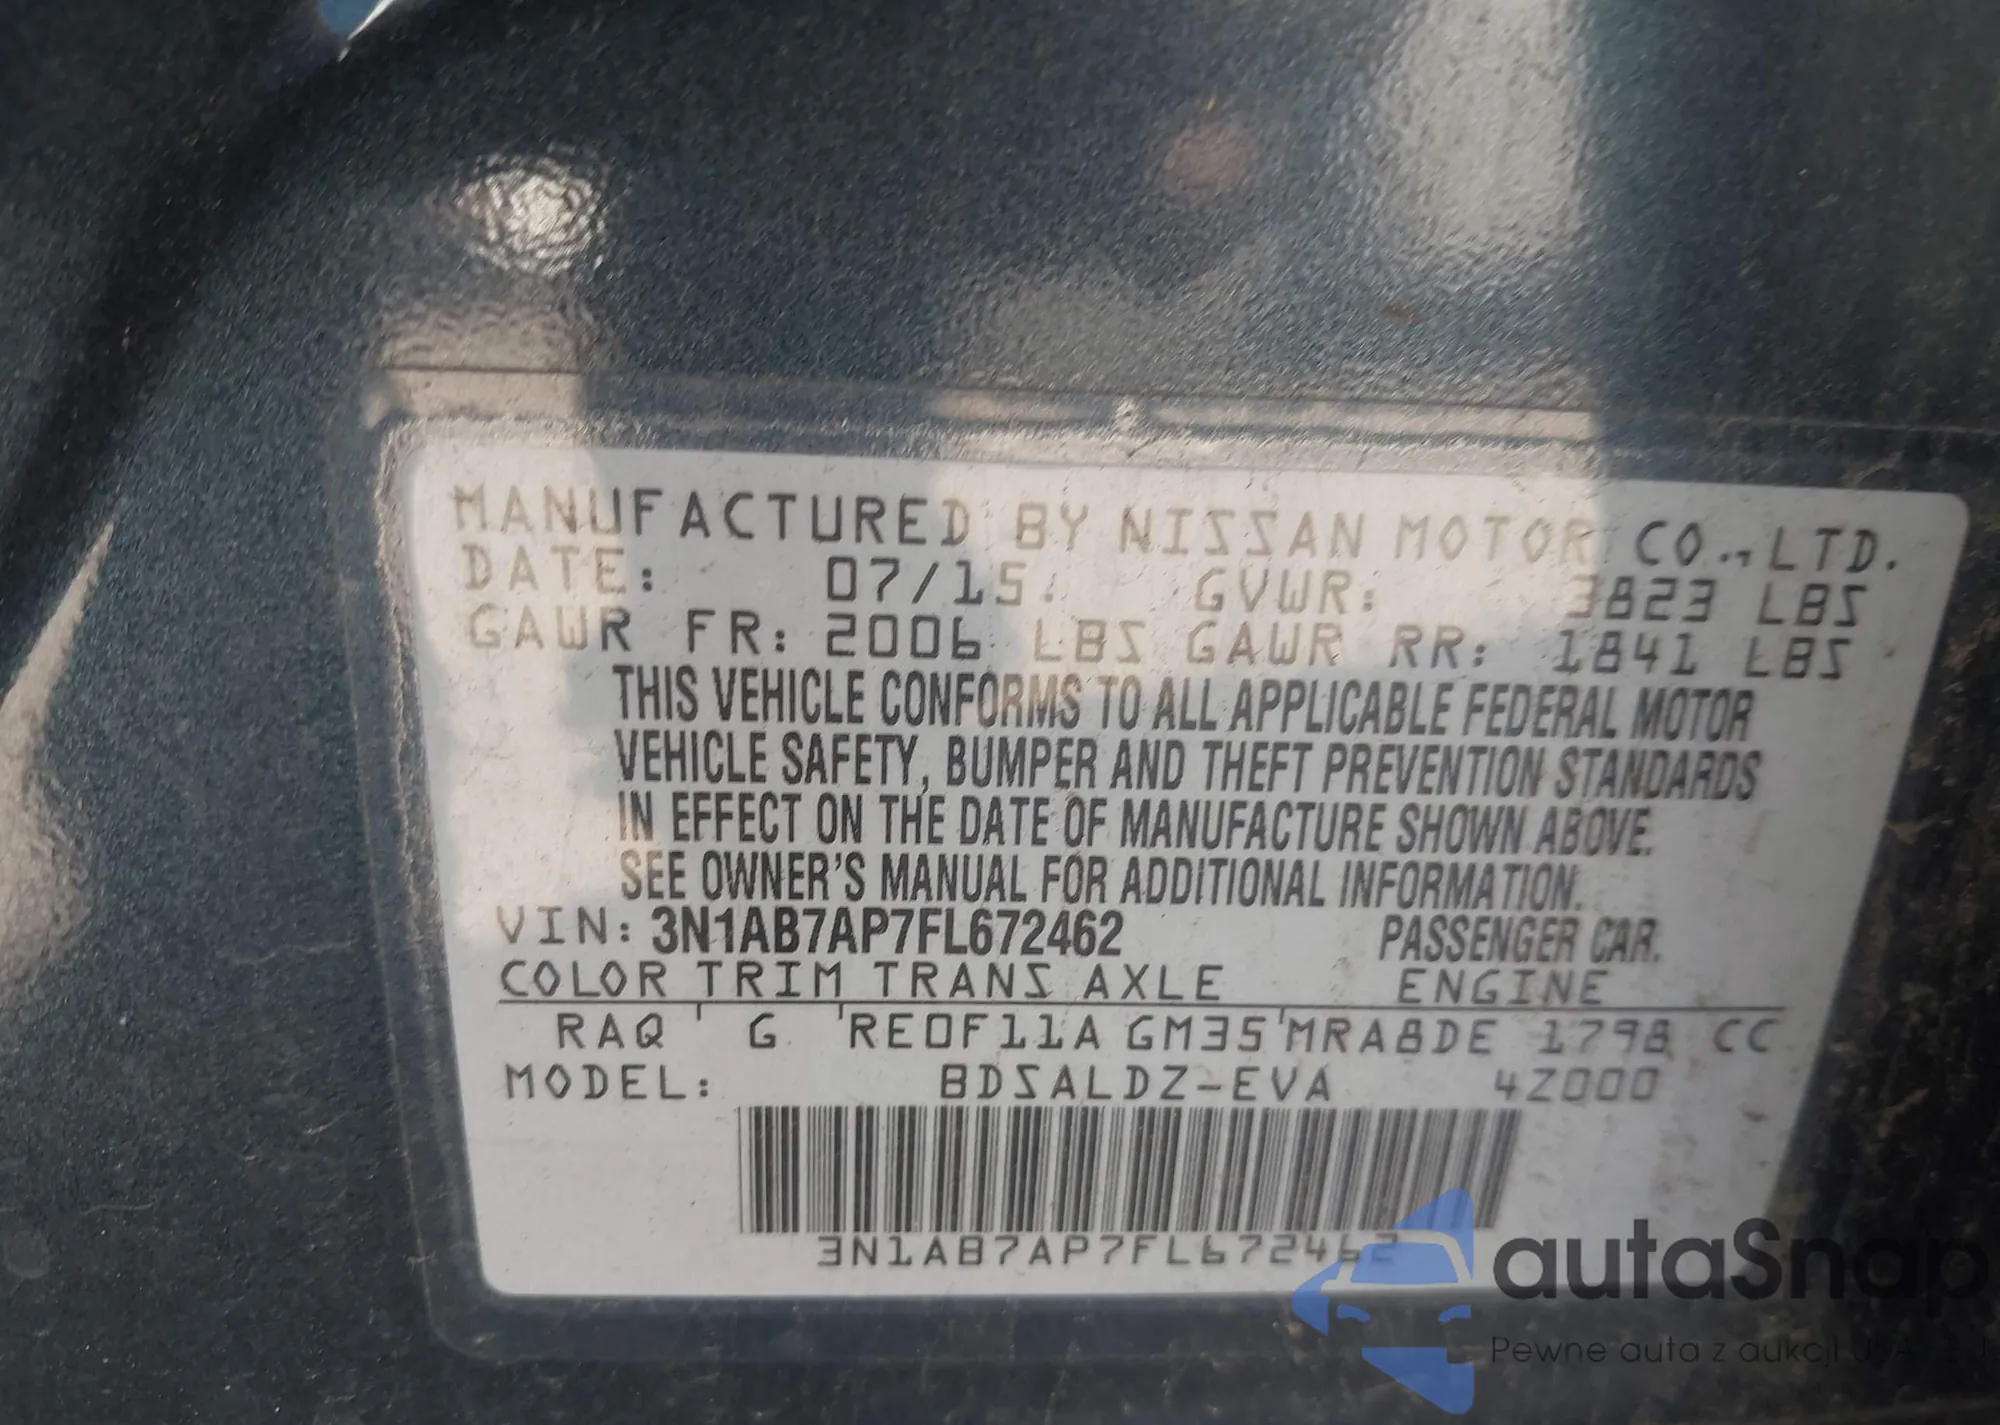 MANUFACTURED BY NISSAN MOTOR CO.,LTD.
DATE: 07/15 GVWR: 3823 LBS
GAWR FR: 2006 LBS GAWR RR: 1841 LBS
THIS VEHICLE CONFORMS TO ALL APPLICABLE FEDERAL MOTOR
VEHICLE SAFETY, BUMPER AND THEFT PREVENTION STANDARDS
IN EFFECT ON THE DATE OF MANUFACTURE SHOWN ABOVE.
SEE OWNER'S MANUAL FOR ADDITIONAL INFORMATION.
VIN: 3N1AB7AP7FL672462 PASSENGER CAR.
COLOR TRIM TRANS AXLE ENGINE
RAQ G RE0F11A GM35 MRA8DE 1798 CC
MODEL: BDSALDZ-EVA 4Z000
3N1AB7AP7FL672462
autaSnap
Pewne auta z aukcji